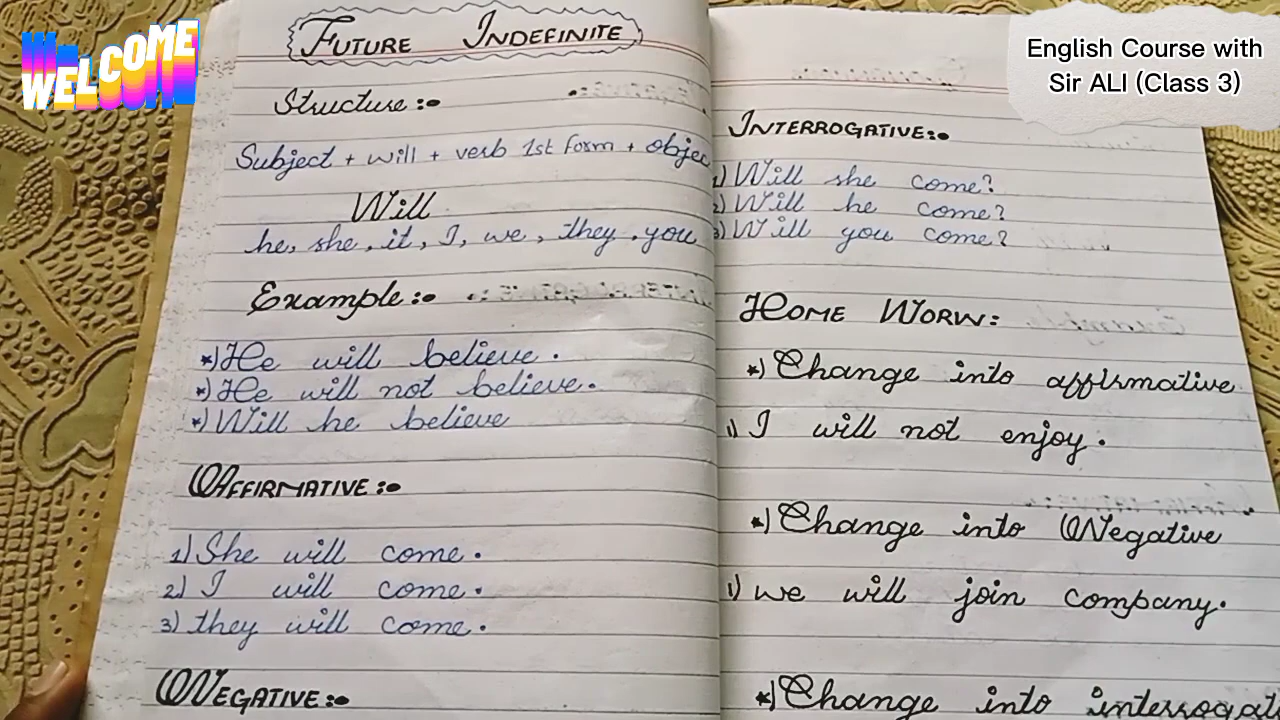 WELCOME
English Course with
Sir ALI (Class 3)
FUTURE INDEFINITE
Structure:
Subject + will + verb 1st form + objec
Will
he, she, it, I, we, they, you
Example:
*) He will believe.
*) He will not believe.
*) Will he believe
AFFIRMATIVE:
1) She will come.
2) I will come.
3) they will come.
NEGATIVE:
INTERROGATIVE:
1) Will she come?
2) Will he come?
3) Will you come?
HOME WORK:
*) Change into affirmative
1) I will not enjoy.
*) Change into Negative
1) we will join company.
*) Change into interrogat